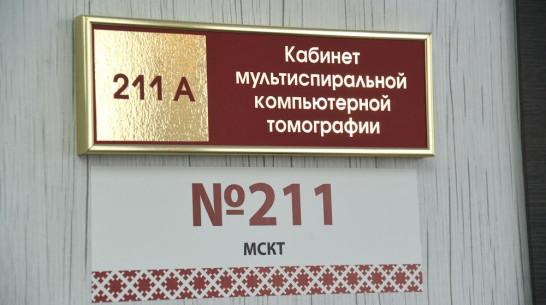 211 А
Кабинет
мультиспиральной
компьютерной
томографии
№211
МСКТ